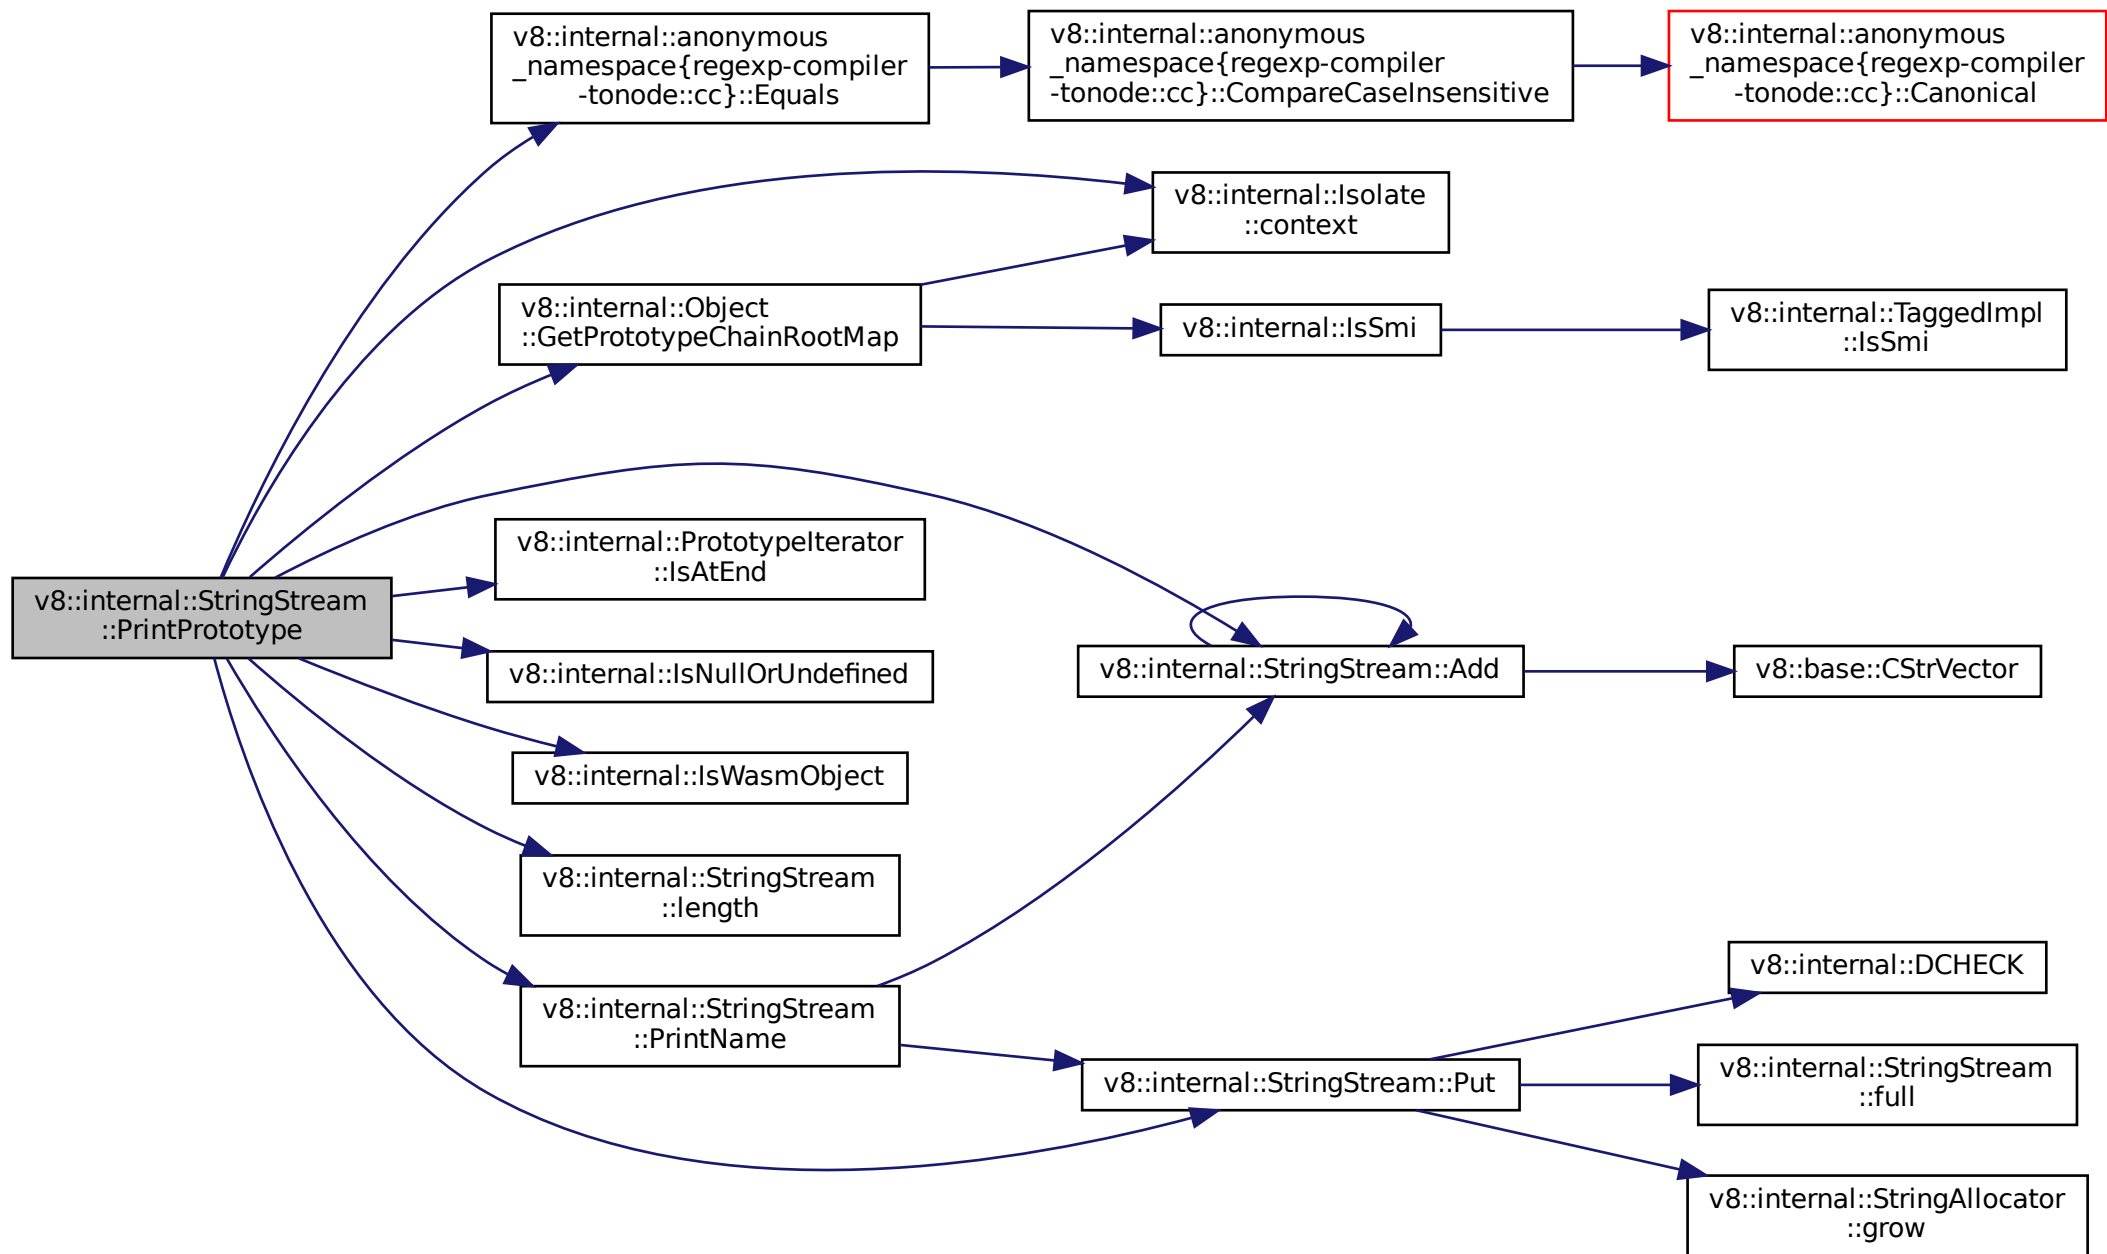 v8::internal::StringStream
::PrintPrototype
v8::internal::anonymous
_namespace{regexp-compiler
-tonode::cc}::Equals
v8::internal::anonymous
_namespace{regexp-compiler
-tonode::cc}::CompareCaseInsensitive
v8::internal::anonymous
_namespace{regexp-compiler
-tonode::cc}::Canonical
v8::internal::Isolate
::context
v8::internal::Object
::GetPrototypeChainRootMap
v8::internal::IsSmi
v8::internal::TaggedImpl
::IsSmi
v8::internal::PrototypeIterator
::IsAtEnd
v8::internal::IsNullOrUndefined
v8::internal::StringStream::Add
v8::base::CStrVector
v8::internal::IsWasmObject
v8::internal::StringStream
::length
v8::internal::StringStream
::PrintName
v8::internal::StringStream::Put
v8::internal::DCHECK
v8::internal::StringStream
::full
v8::internal::StringAllocator
::grow